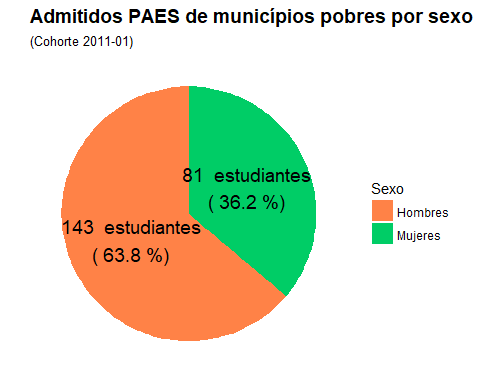 Admitidos PAES de municípios pobres por sexo
(Cohorte 2011-01)
81 estudiantes
( 36.2 %)
143 estudiantes
( 63.8 %)
Sexo
Hombres
Mujeres